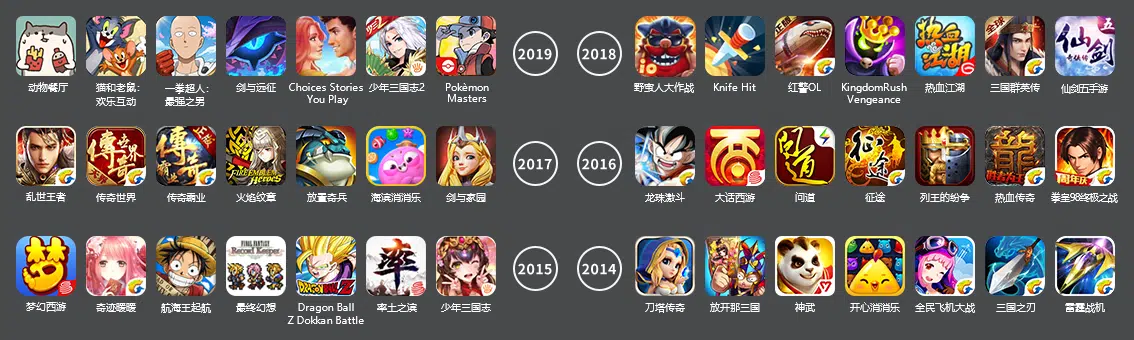 2019
2018
动物餐厅
猫和老鼠:
欢乐互动
一拳超人:
最强之男
剑与远征
Choices Stories
You Play
少年三国志2
Pokèmon
Masters
野蛮人大作战
Knife Hit
红警OL
KingdomRush
Vengeance
热血江湖
三国群英传
仙剑五手游
2017
2016
乱世王者
传奇世界
传奇霸业
火焰纹章
放置奇兵
海滨消消乐
剑与家园
龙珠激斗
大话西游
问道
征途
列王的纷争
热血传奇
拳皇98终极之战
2015
2014
梦幻西游
奇迹暖暖
航海王起航
最终幻想
Dragon Ball
Z Dokkan Battle
率土之滨
少年三国志
刀塔传奇
放开那三国
神武
开心消消乐
全民飞机大战
三国之刃
雷霆战机